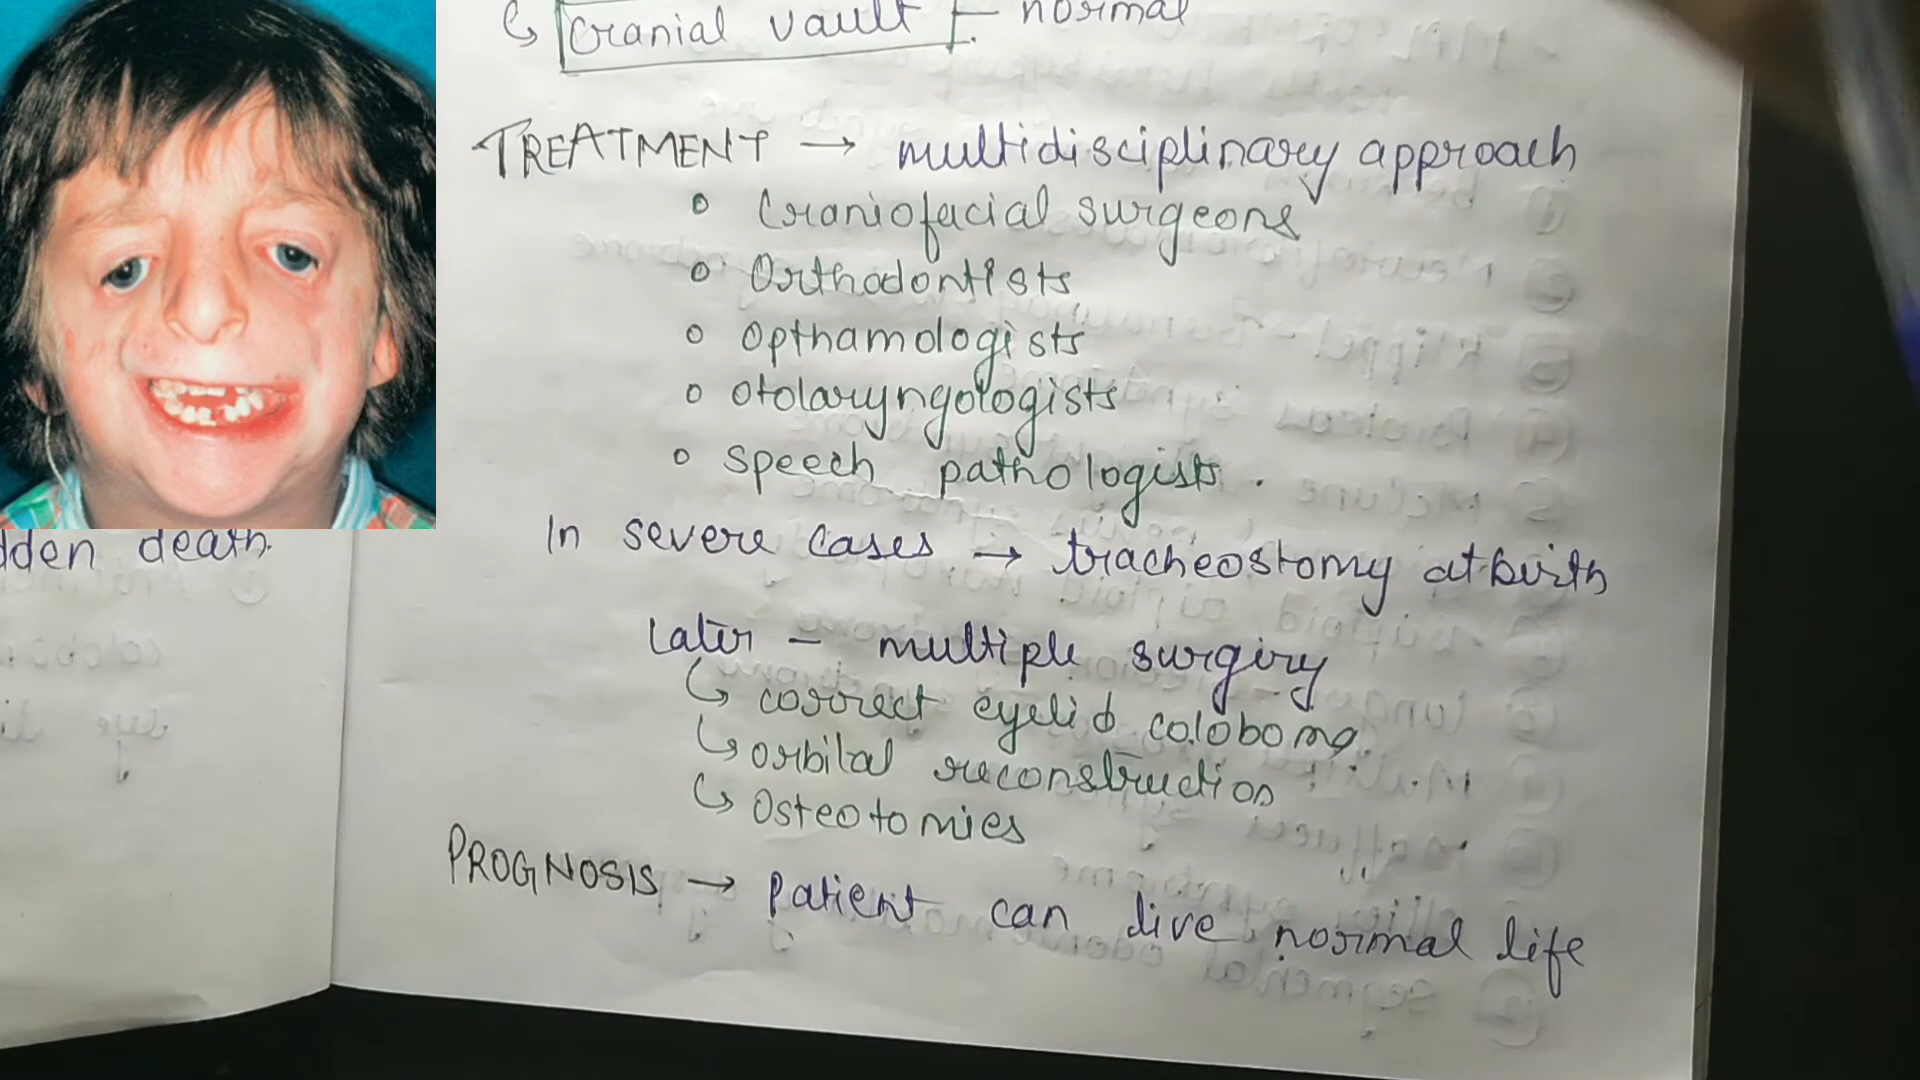 ↳ Cranial vault – normal
TREATMENT → multidisciplinary approach
o Craniofacial surgeons
o Orthodontists
o Opthamologists
o Otolaryngologists
o speech pathologists.
In severe cases → tracheostomy at birth
Later – multiple surgery
↳ correct eyelid coloboma.
↳ orbital reconstruction
↳ Osteotomies
PROGNOSIS → Patient can live normal life
dden death.